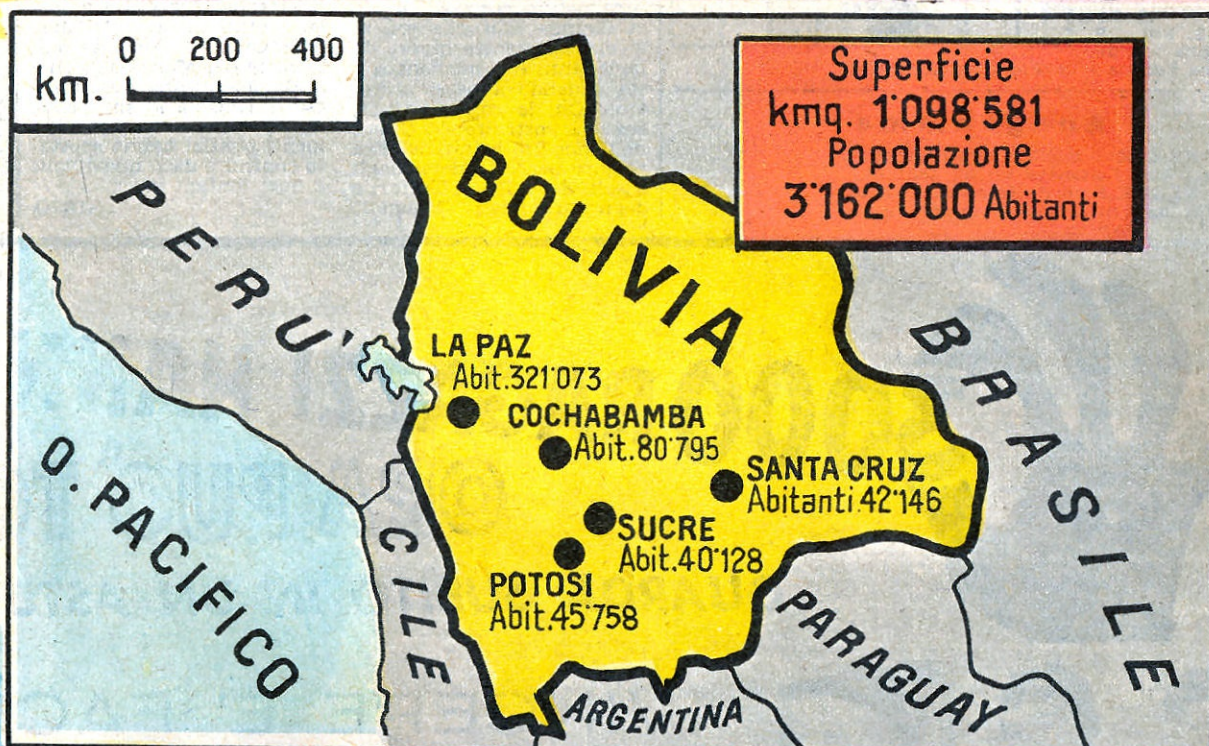 0 200 400
km.
Superficie
kmq. 1'098'581
Popolazione
3'162'000 Abitanti
BOLIVIA
PERU'
BRASILE
LA PAZ
Abit.321'073
COCHABAMBA
Abit.80'795
SANTA CRUZ
Abitanti.42'146
SUCRE
Abit.40'128
POTOSI
Abit.45'758
O. PACIFICO
CILE
PARAGUAY
ARGENTINA